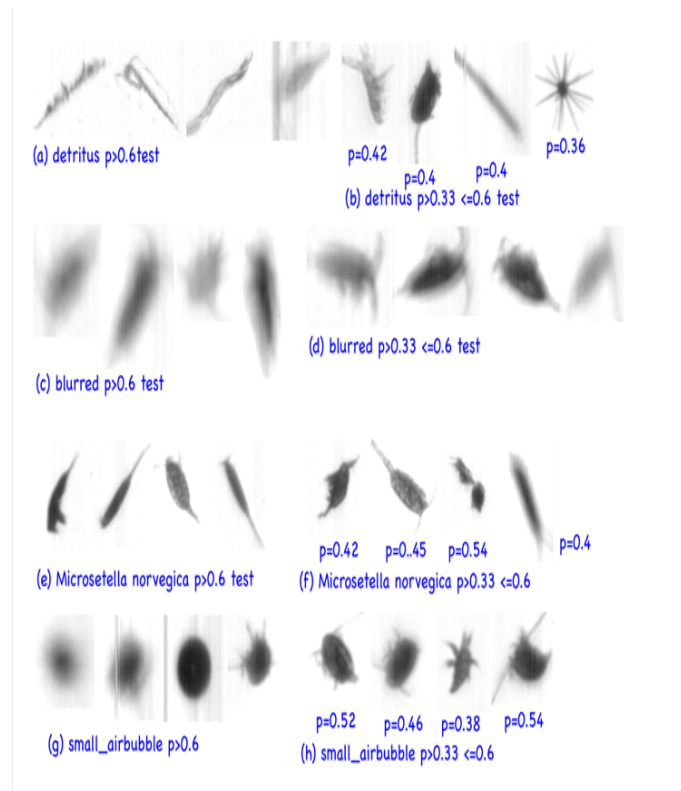 (a) detritus p>0.6test
p=0.42
p=0.4
p=0.4
p=0.36
(b) detritus p>0.33 <=0.6 test
(c) blurred p>0.6 test
(d) blurred p>0.33 <=0.6 test
(e) Microsetella norvegica p>0.6 test
p=0.42
p=0..45
p=0.54
p=0.4
(f) Microsetella norvegica p>0.33 <=0.6
(g) small_airbubble p>0.6
p=0.52
p=0.46
p=0.38
p=0.54
(h) small_airbubble p>0.33 <=0.6